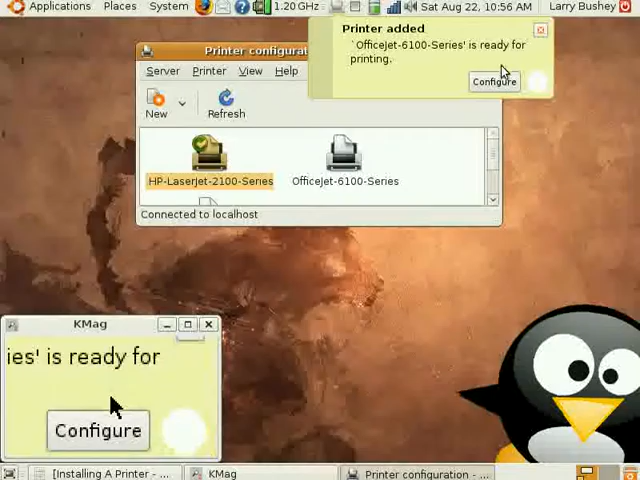 Applications Places System 1.20 GHz Sat Aug 22, 10:56 AM Larry Bushey
Printer added
`OfficeJet-6100-Series' is ready for
printing.
Configure
Printer configurat
Server Printer View Help
New Refresh
HP-LaserJet-2100-Series OfficeJet-6100-Series
Connected to localhost
KMag
ies' is ready for
Configure
[Installing A Printer - ... KMag Printer configuration - ...